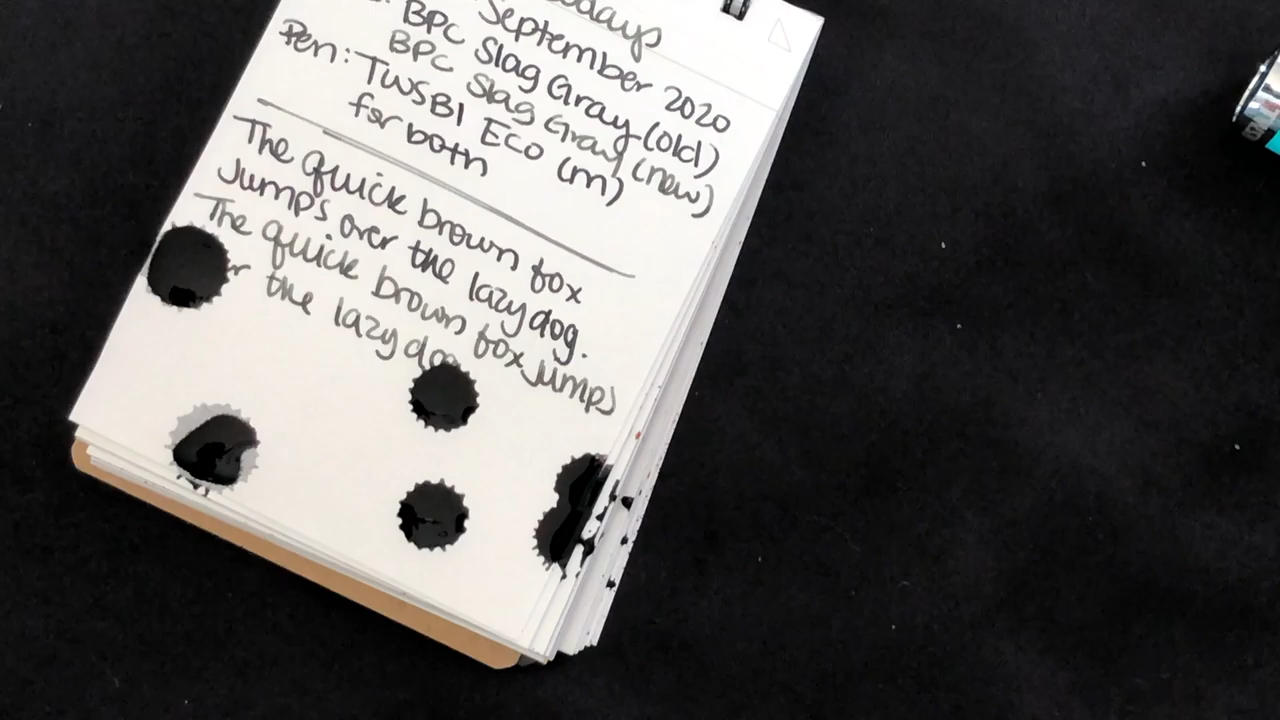 September 2020
BPC Slag Gray (old)
BPC Slag Gray (new)
Pen: TWSBI Eco (m)
for both
The quick brown fox
Jumps over the lazy dog.
The quick brown fox jumps
the lazy